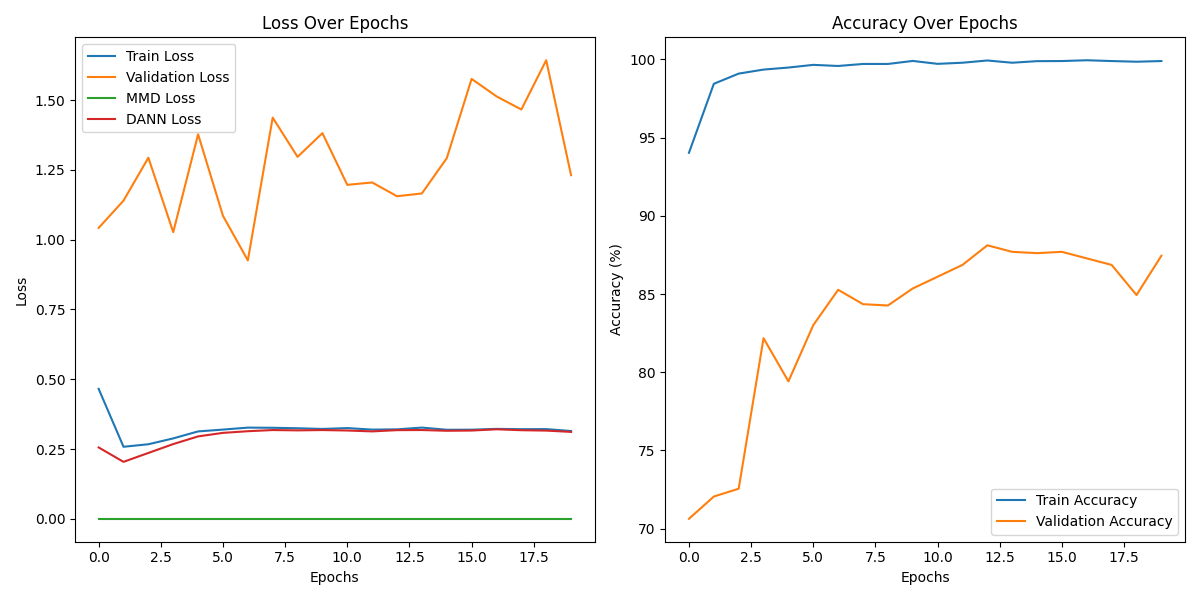 Loss Over Epochs
Train Loss
Validation Loss
MMD Loss
DANN Loss
1.50
1.25
1.00
0.75
0.50
0.25
0.00
Loss
0.0 2.5 5.0 7.5 10.0 12.5 15.0 17.5
Epochs
Accuracy Over Epochs
100
95
90
85
80
75
70
Accuracy (%)
Train Accuracy
Validation Accuracy
0.0 2.5 5.0 7.5 10.0 12.5 15.0 17.5
Epochs